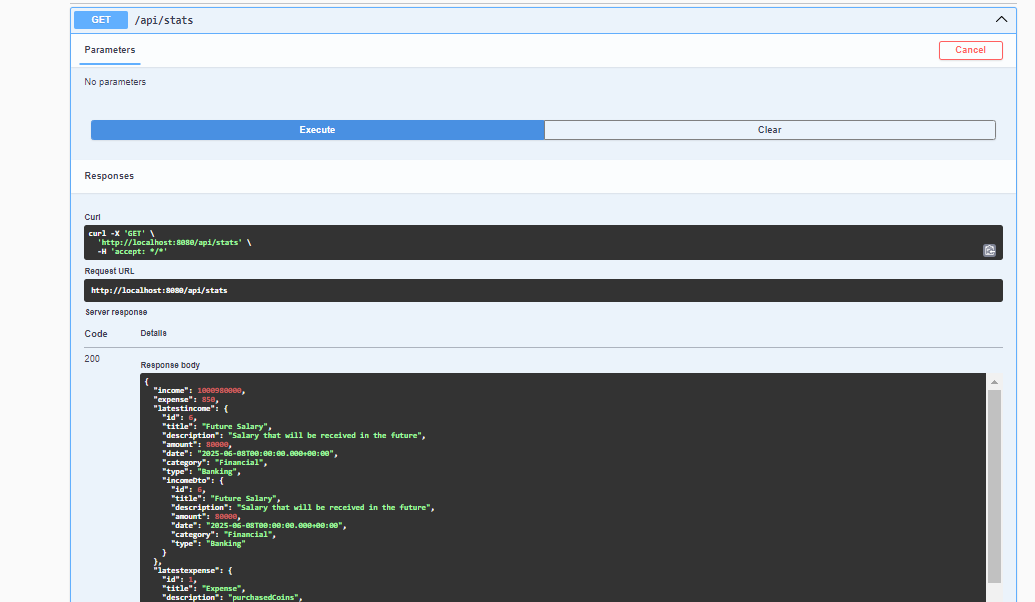 GET /api/stats
Parameters
Cancel
No parameters
Execute
Clear
Responses
Curl
curl -X 'GET' \
'http://localhost:8080/api/stats' \
-H 'accept: */*'
Request URL
http://localhost:8080/api/stats
Server response
Code Details
200
Response body
{
"income": 1000980000,
"expense": 850,
"latestincome": {
"id": 6,
"title": "Future Salary",
"description": "Salary that will be received in the future",
"amount": 80000,
"date": "2025-06-08T00:00:00.000+00:00",
"category": "Financial",
"type": "Banking",
"incomeDto": {
"id": 6,
"title": "Future Salary",
"description": "Salary that will be received in the future",
"amount": 80000,
"date": "2025-06-08T00:00:00.000+00:00",
"category": "Financial",
"type": "Banking"
}
},
"latestexpense": {
"id": 1,
"title": "Expense",
"description": "purchasedCoins",